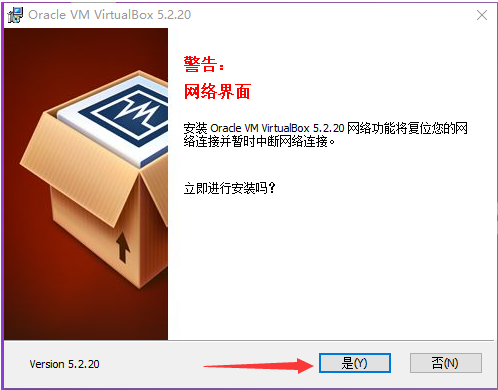 Oracle VM VirtualBox 5.2.20
警告：
网络界面
安装 Oracle VM VirtualBox 5.2.20 网络功能将复位您的网
络连接并暂时中断网络连接。
立即进行安装吗？
Version 5.2.20
是(Y)
否(N)